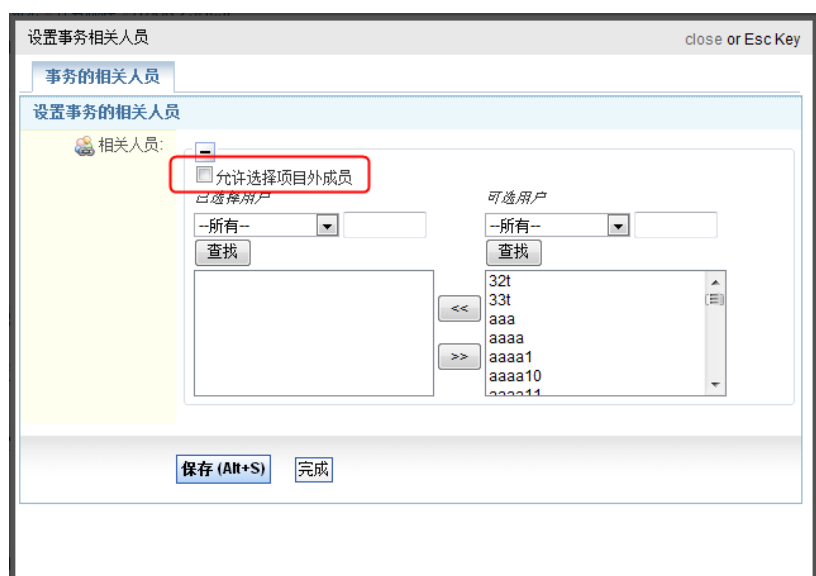 设置事务相关人员 close or Esc Key
事务的相关人员
设置事务的相关人员
相关人员:
允许选择项目外成员
已选择用户 可选用户
--所有-- --所有--
查找 查找
32t
33t
<<
aaa
aaaa
>>
aaaa1
aaaa10
aaaa11
保存 (Alt+S) 完成